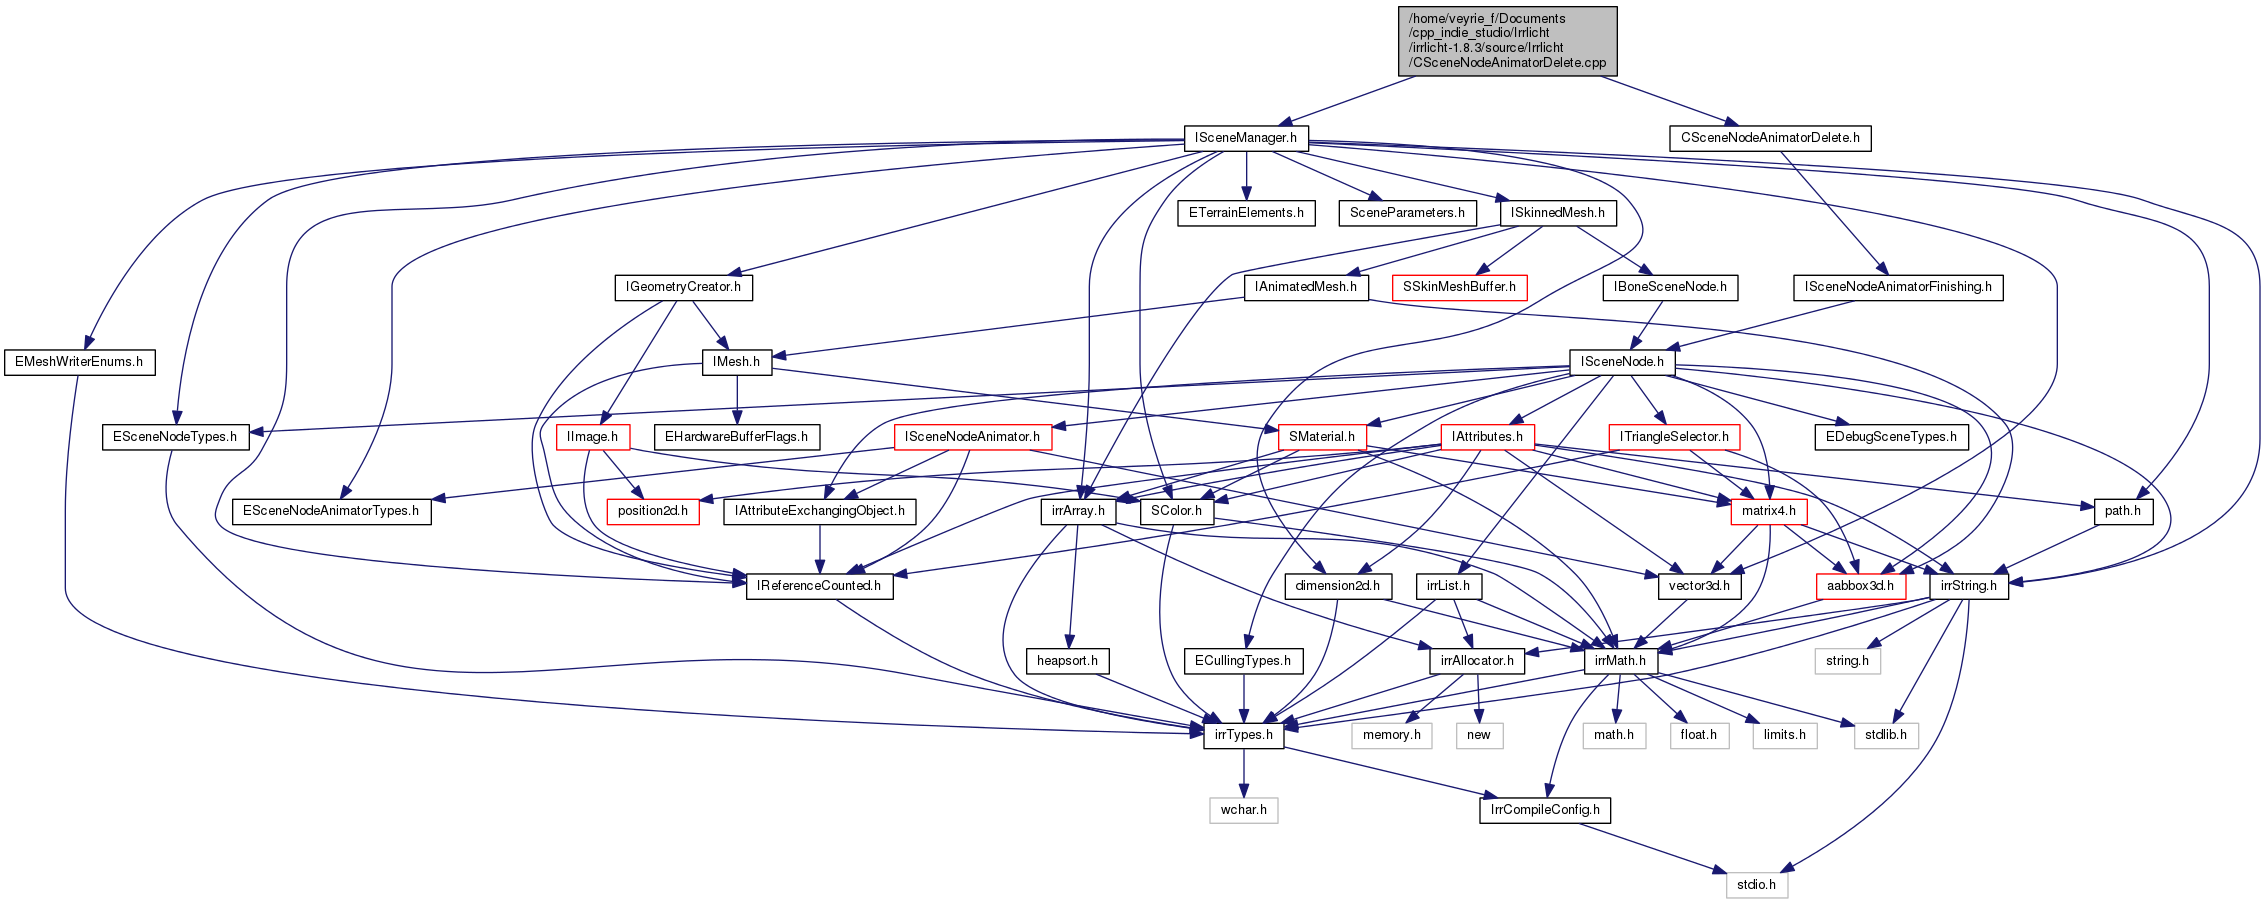 /home/veyrie_f/Documents
/cpp_indie_studio/Irrlicht
/irrlicht-1.8.3/source/Irrlicht
/CSceneNodeAnimatorDelete.cpp
ISceneManager.h
CSceneNodeAnimatorDelete.h
ETerrainElements.h
SceneParameters.h
ISkinnedMesh.h
IGeometryCreator.h
IAnimatedMesh.h
SSkinMeshBuffer.h
IBoneSceneNode.h
ISceneNodeAnimatorFinishing.h
EMeshWriterEnums.h
IMesh.h
ISceneNode.h
ESceneNodeTypes.h
IImage.h
EHardwareBufferFlags.h
ISceneNodeAnimator.h
SMaterial.h
IAttributes.h
ITriangleSelector.h
EDebugSceneTypes.h
ESceneNodeAnimatorTypes.h
position2d.h
IAttributeExchangingObject.h
irrArray.h
SColor.h
matrix4.h
path.h
IReferenceCounted.h
dimension2d.h
irrList.h
vector3d.h
aabbox3d.h
irrString.h
heapsort.h
ECullingTypes.h
irrAllocator.h
irrMath.h
string.h
irrTypes.h
memory.h
new
math.h
float.h
limits.h
stdlib.h
wchar.h
IrrCompileConfig.h
stdio.h